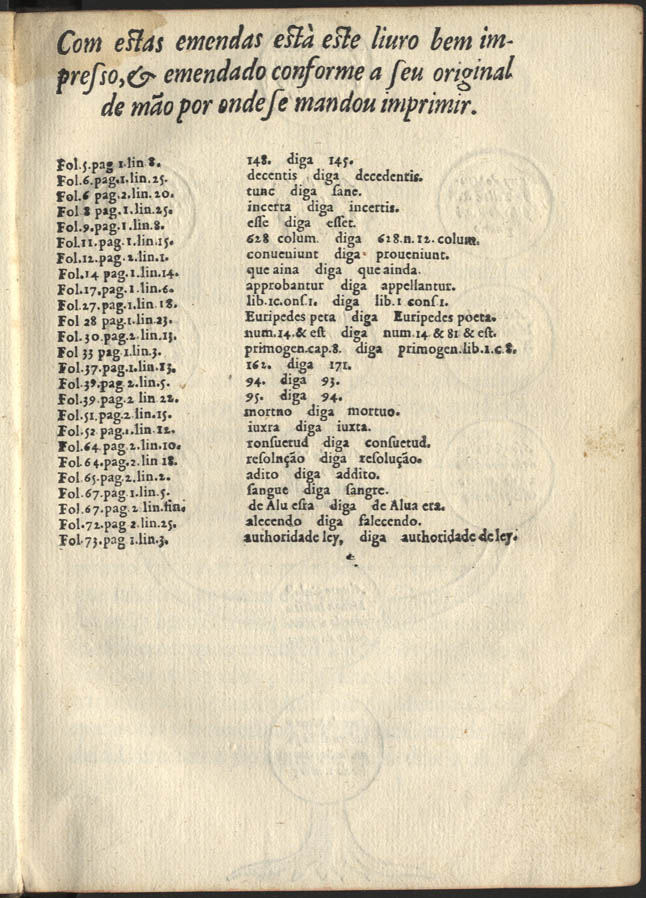 Com estas emendas està este liuro bem im-
presso, & emendado conforme a seu original
de mão por onde se mandou imprimir.
Fol.5.pag 1.lin 8. 148. diga 145.
Fol.6.pag.1.lin.25. decentis diga decedentis.
Fol.6 pag.2.lin.20. tunc diga sane.
Fol 8 pag.1.lin.25. incerta diga incertis.
Fol.9.pag.1.lin.8. esse diga esset.
Fol.11.pag.1.lin.15. 628 colum. diga 628.n.12.colum.
Fol.12.pag.2.lin.1. conueniunt diga proueniunt.
Fol.14 pag.1.lin.14. que aina diga que ainda.
Fol.17.pag.1.lin.6. approbantur diga appellantur.
Fol.27.pag.1.lin.18. lib.1c.ons.1. diga lib.1 cons 1.
Fol 28 pag.1.lin.23. Euripedes peta diga Euripedes poeta.
Fol.30.pag.2.lin.13. num.14.& est diga num.14 & 81 & est.
Fol 33 pag 1.lin.3. primogen.cap.8. diga primogen.lib.1.c.8.
Fol.37.pag.1.lin.13. 162. diga 171.
Fol.39.pag 2.lin.5. 94. diga 93.
Fol.39.pag 2 lin 22. 95. diga 94.
Fol.51.pag.2 lin.15. mortno diga mortuo.
Fol.52 pag.1.lin.12. iuxra diga iuxta.
Fol.64 pag.2.lin.10. ronsuetud diga consuetud.
Fol.64.pag.2.lin 18. resolnção diga resolução.
Fol 65.pag.2.lin.2. adito diga addito.
Fol.67.pag.1.lin.5. sangue diga sangre.
Fol.67.pag.2 lin.fin. de Alu esta diga de Alua era.
Fol.72.pag 2.lin.25. alecendo diga falecendo.
Fol.73.pag 1.lin.3. authoridade ley, diga authoridade de ley.